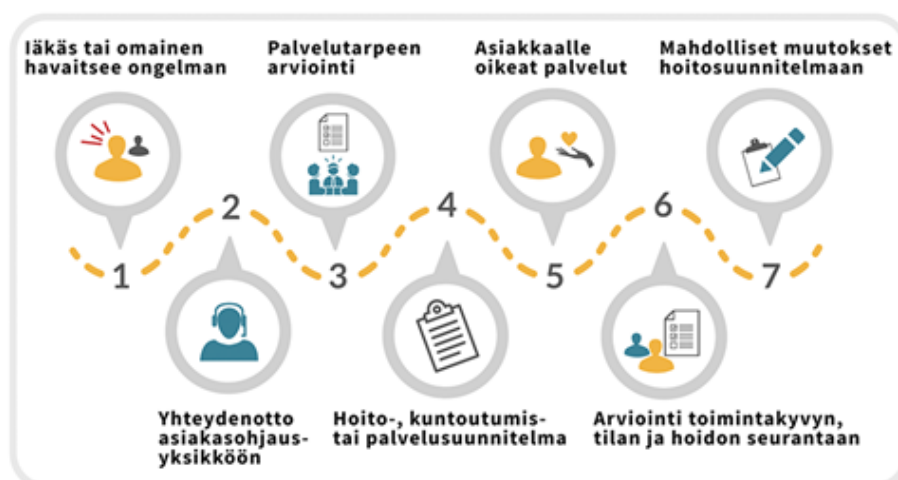 Iäkäs tai omainen
havaitsee ongelman
Palvelutarpeen
arviointi
Asiakkaalle
oikeat palvelut
Mahdolliset muutokset
hoitosuunnitelmaan
1
2
3
4
5
6
7
Yhteydenotto
asiakasohjaus-
yksikköön
Hoito-, kuntoutumis-
tai palvelusuunnitelma
Arviointi toimintakyvyn,
tilan ja hoidon seurantaan